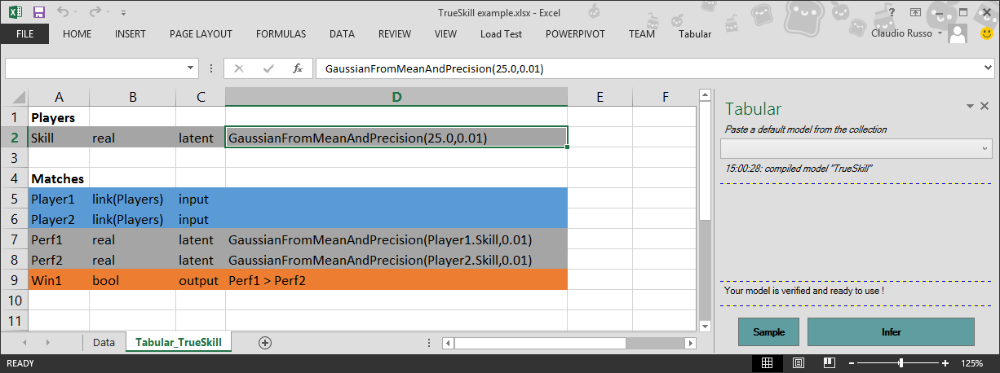 TrueSkill example.xlsx - Excel
?
FILE HOME INSERT PAGE LAYOUT FORMULAS DATA REVIEW VIEW Load Test POWERPIVOT TEAM Tabular Claudio Russo
fx GaussianFromMeanAndPrecision(25.0,0.01)
A B C D E F
1 Players
2 Skill real latent GaussianFromMeanAndPrecision(25.0,0.01)
3
4 Matches
5 Player1 link(Players) input
6 Player2 link(Players) input
7 Perf1 real latent GaussianFromMeanAndPrecision(Player1.Skill,0.01)
8 Perf2 real latent GaussianFromMeanAndPrecision(Player2.Skill,0.01)
9 Win1 bool output Perf1 > Perf2
10
11
Data Tabular_TrueSkill
Tabular
Paste a default model from the collection
15:00:28: compiled model "TrueSkill"
Your model is verified and ready to use !
Sample Infer
READY 125%